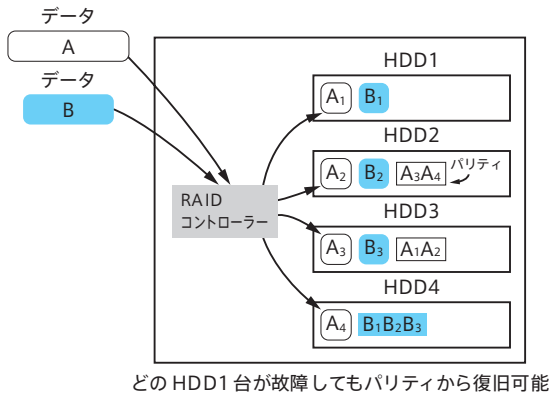 データ
A
データ
B
RAID
コントローラー
HDD1
A₁ B₁
HDD2
A₂ B₂ A₃A₄ パリティ
HDD3
A₃ B₃ A₁A₂
HDD4
A₄ B₁B₂B₃
どの HDD1 台が故障してもパリティから復旧可能